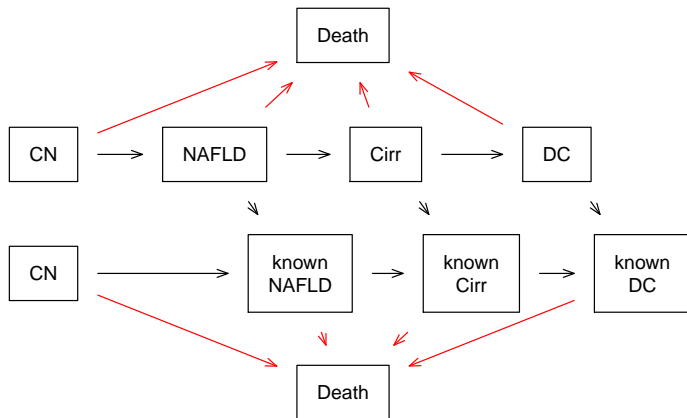 Death
CN
NAFLD
Cirr
DC
CN
known
NAFLD
known
Cirr
known
DC
Death